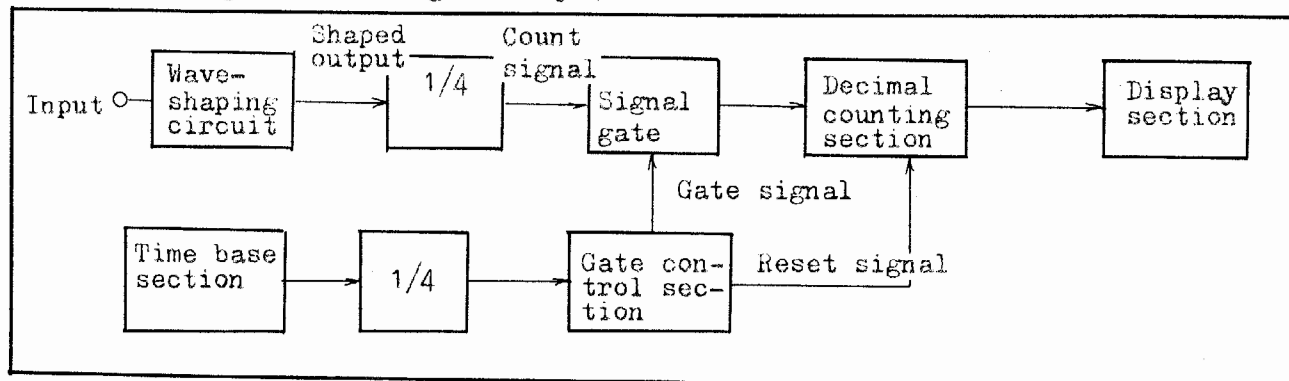 Shaped
output
Count
signal
Input
Wave-
shaping
circuit
1/4
Signal
gate
Decimal
counting
section
Display
section
Gate signal
Time base
section
1/4
Gate con-
trol sec-
tion
Reset signal